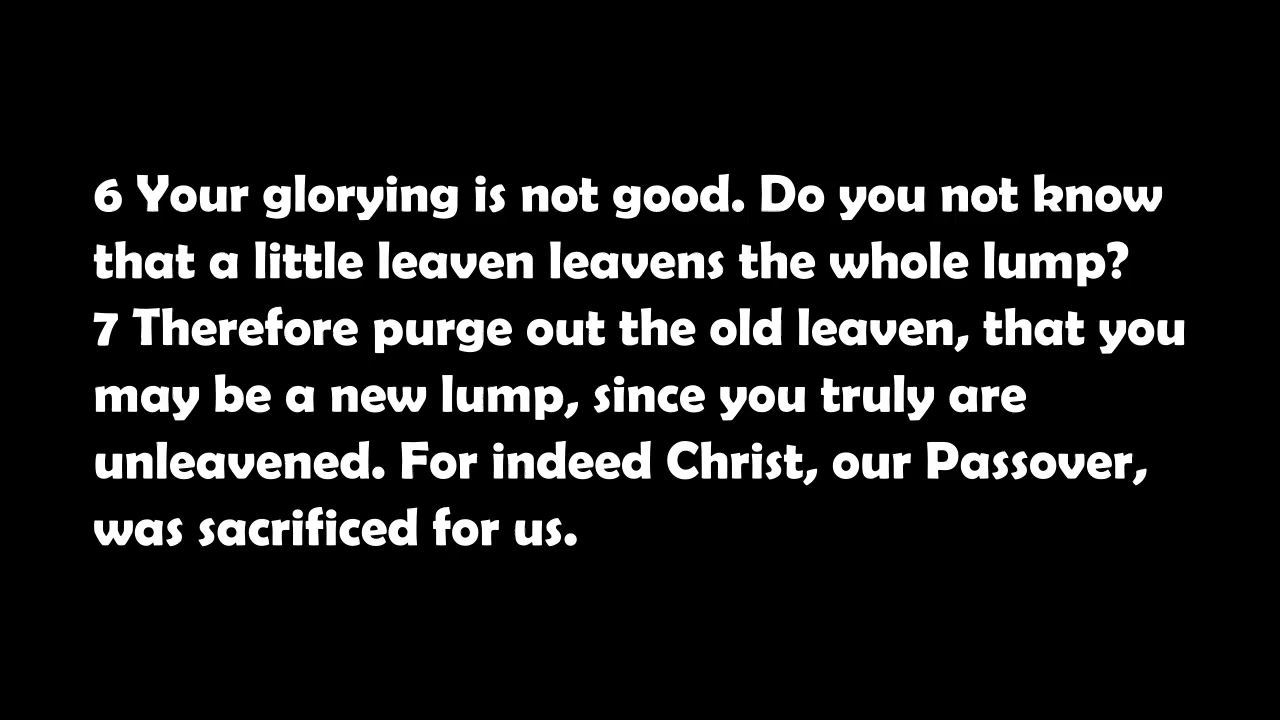 6 Your glorying is not good. Do you not know
that a little leaven leavens the whole lump?
7 Therefore purge out the old leaven, that you
may be a new lump, since you truly are
unleavened. For indeed Christ, our Passover,
was sacrificed for us.